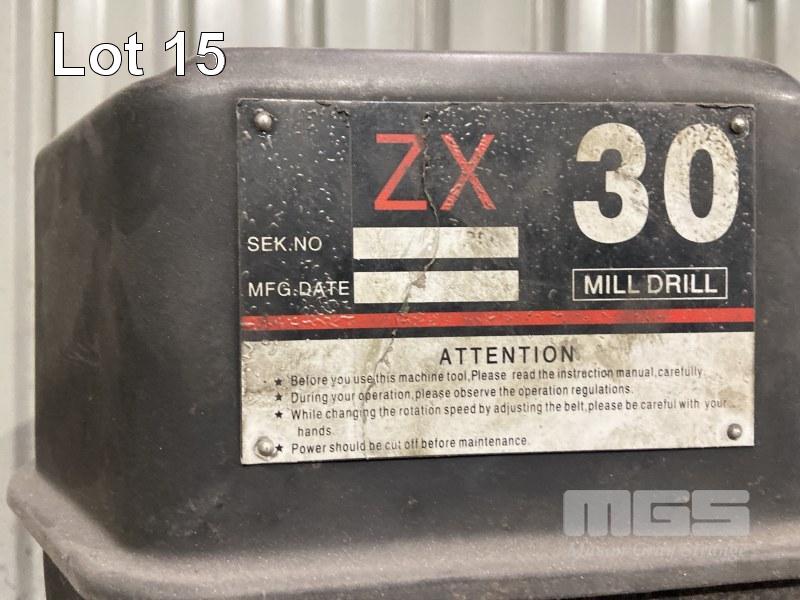 Lot 15
ZX 30
SEK.NO
MFG.DATE
MILL DRILL
ATTENTION
★ Before you use this machine tool,Please read the instrection manual,carefully.
★ During your operation,please observe the operation regulations.
★ While changing the rotation speed by adjusting the belt,please be careful with your
hands.
★ Power should be cut off before maintenance.
MGS